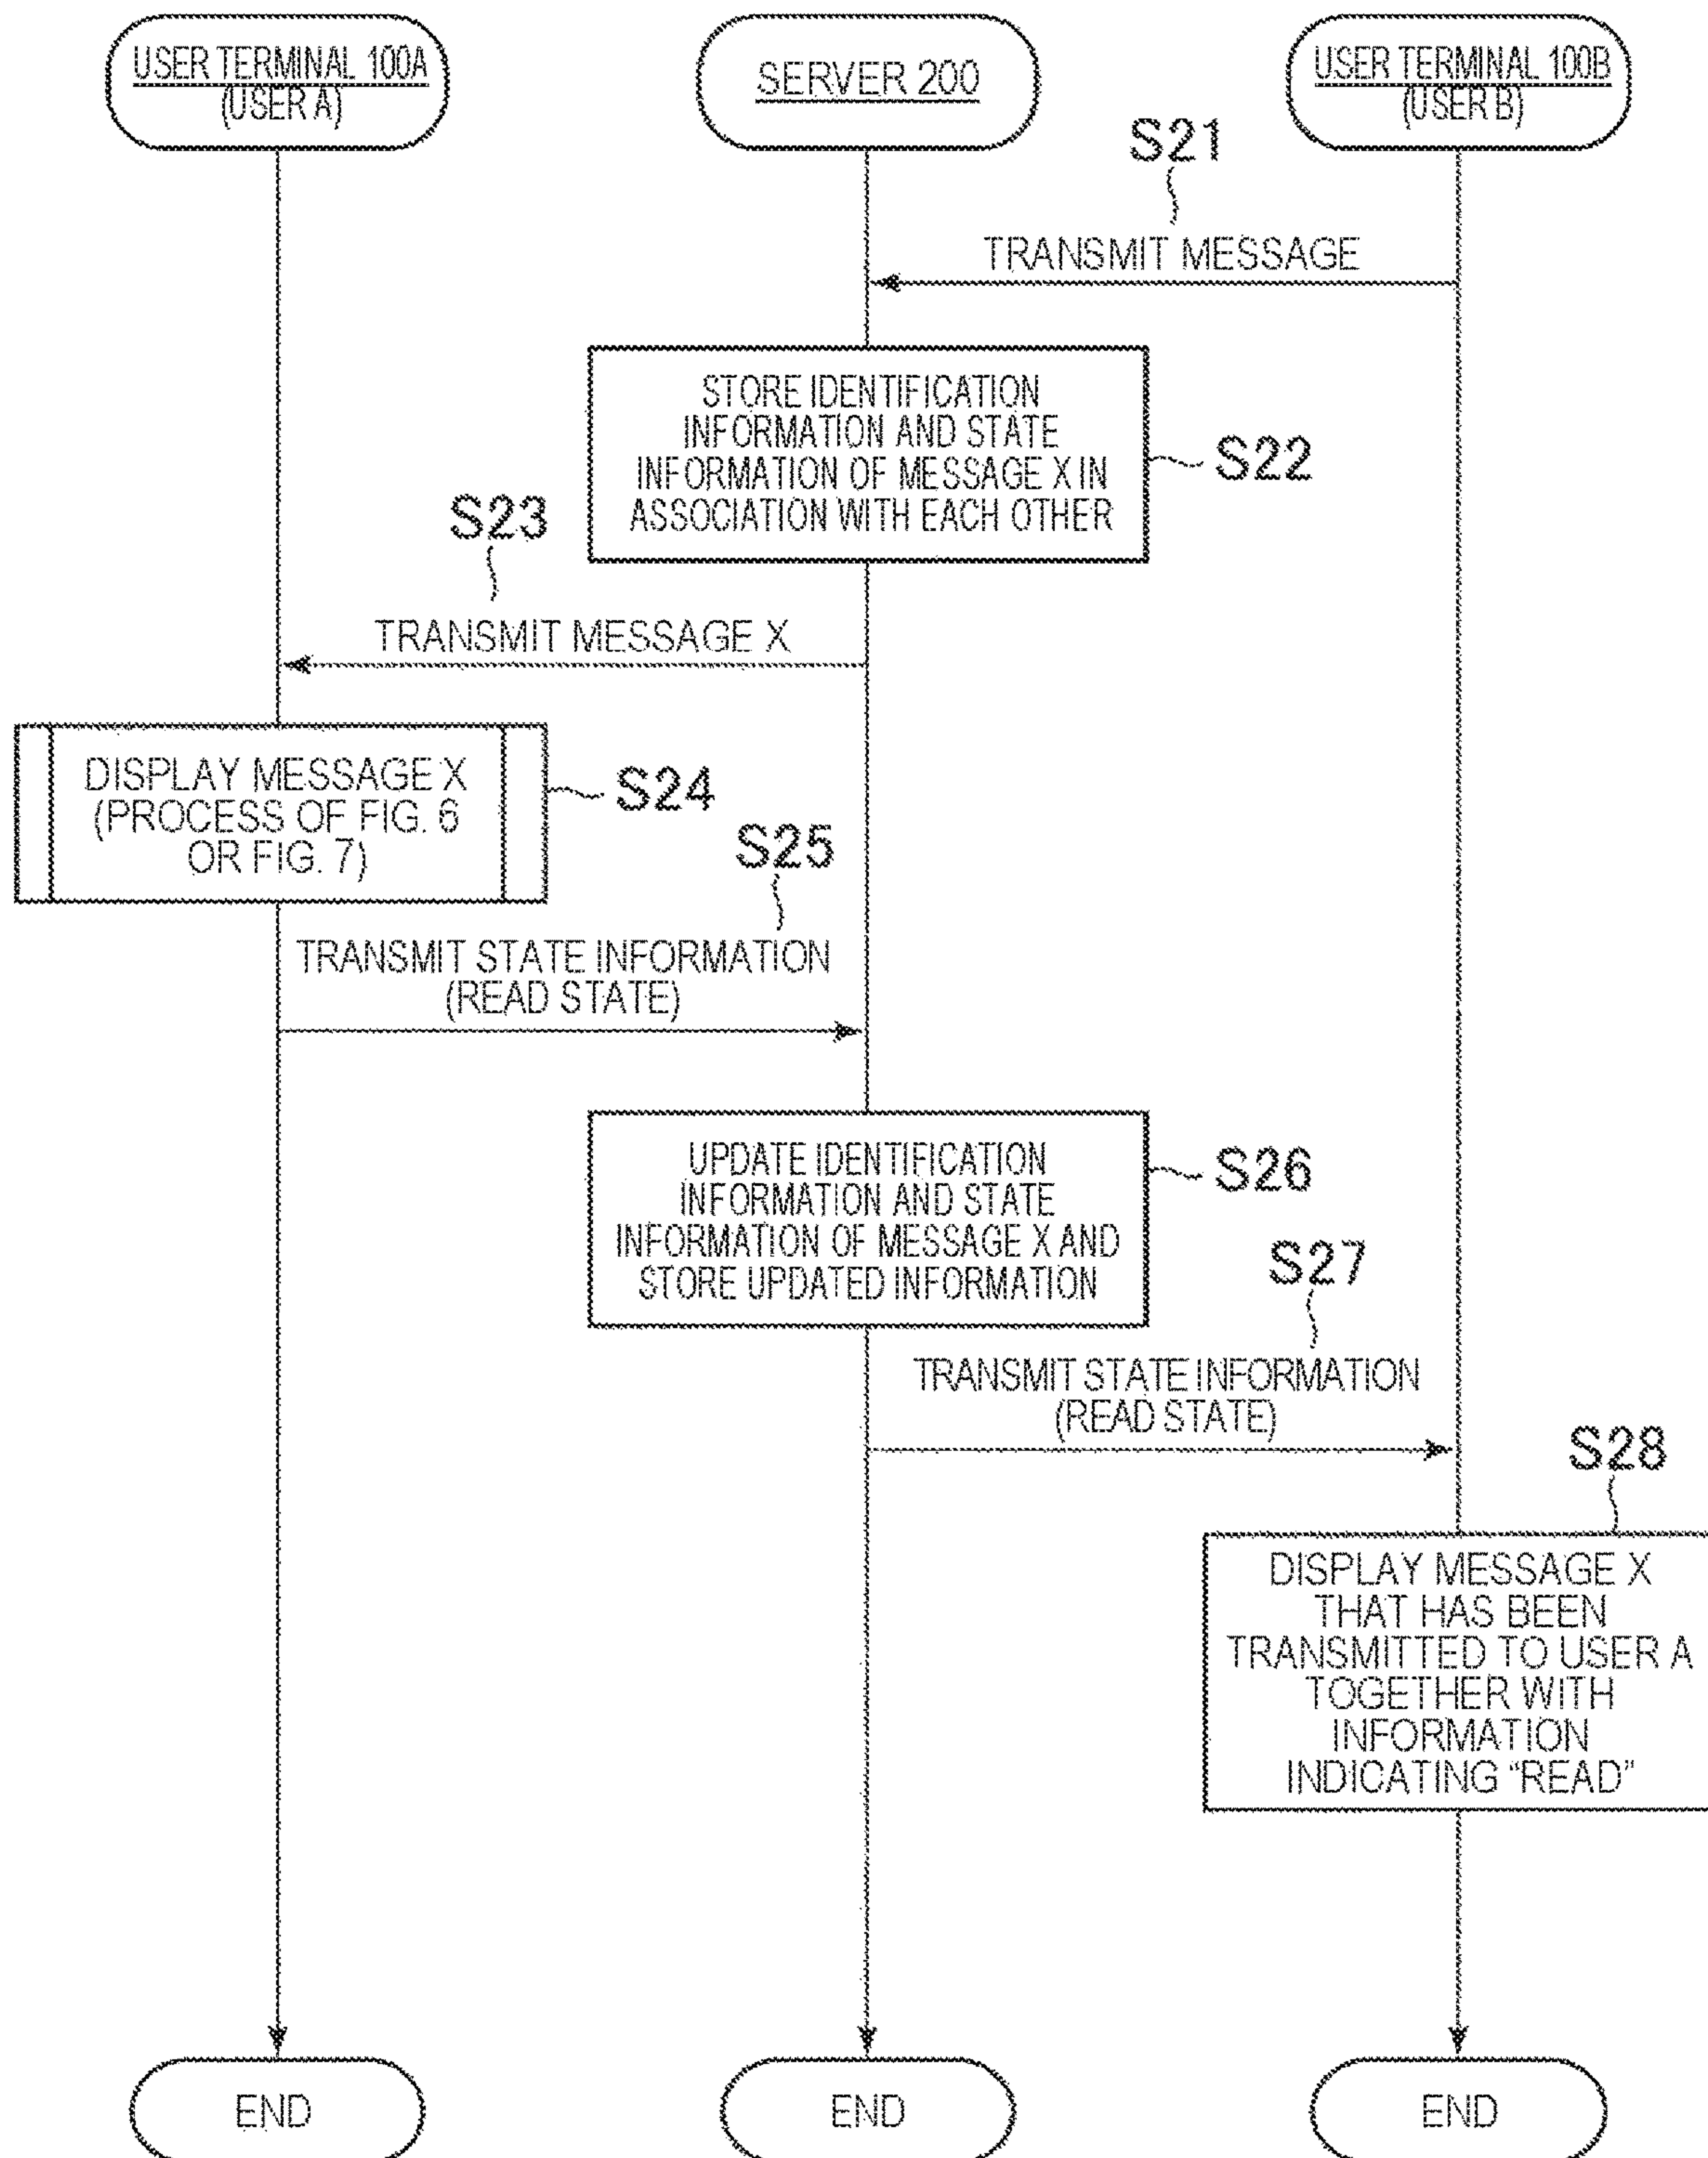 USER TERMINAL 100A
(USER A)
SERVER 200
USER TERMINAL 100B
(USER B)
S21
TRANSMIT MESSAGE
STORE IDENTIFICATION
INFORMATION AND STATE
INFORMATION OF MESSAGE X IN
ASSOCIATION WITH EACH OTHER
S22
S23
TRANSMIT MESSAGE X
DISPLAY MESSAGE X
(PROCESS OF FIG. 6
OR FIG. 7)
S24
S25
TRANSMIT STATE INFORMATION
(READ STATE)
UPDATE IDENTIFICATION
INFORMATION AND STATE
INFORMATION OF MESSAGE X AND
STORE UPDATED INFORMATION
S26
S27
TRANSMIT STATE INFORMATION
(READ STATE)
S28
DISPLAY MESSAGE X
THAT HAS BEEN
TRANSMITTED TO USER A
TOGETHER WITH
INFORMATION
INDICATING “READ”
END
END
END